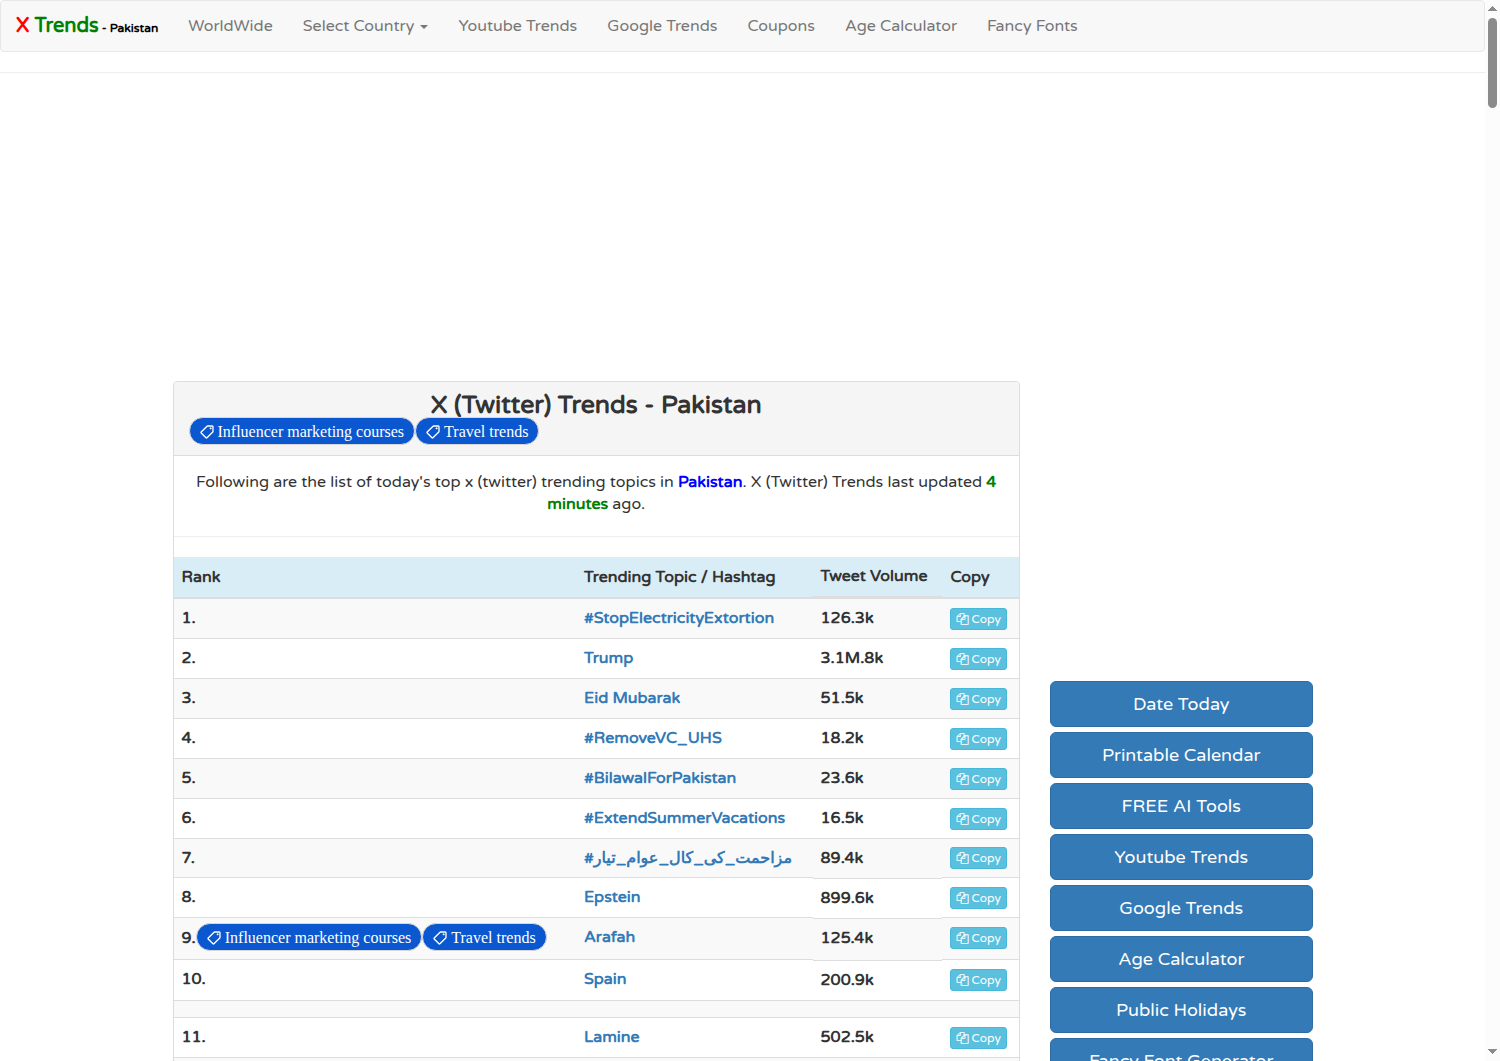 X Trends - Pakistan WorldWide Select Country Youtube Trends Google Trends Coupons Age Calculator Fancy Fonts
X (Twitter) Trends - Pakistan
Influencer marketing courses Travel trends
Following are the list of today's top x (twitter) trending topics in Pakistan. X (Twitter) Trends last updated 4
minutes ago.
Rank Trending Topic / Hashtag Tweet Volume Copy
1. #StopElectricityExtortion 126.3k Copy
2. Trump 3.1M.8k Copy
3. Eid Mubarak 51.5k Copy
4. #RemoveVC_UHS 18.2k Copy
5. #BilawalForPakistan 23.6k Copy
6. #ExtendSummerVacations 16.5k Copy
7. #مزاحمت_کی_کال_عوام_تیار 89.4k Copy
8. Epstein 899.6k Copy
9. Influencer marketing courses Travel trends Arafah 125.4k Copy
10. Spain 200.9k Copy
11. Lamine 502.5k Copy
Date Today
Printable Calendar
FREE AI Tools
Youtube Trends
Google Trends
Age Calculator
Public Holidays
Fancy Font Generator